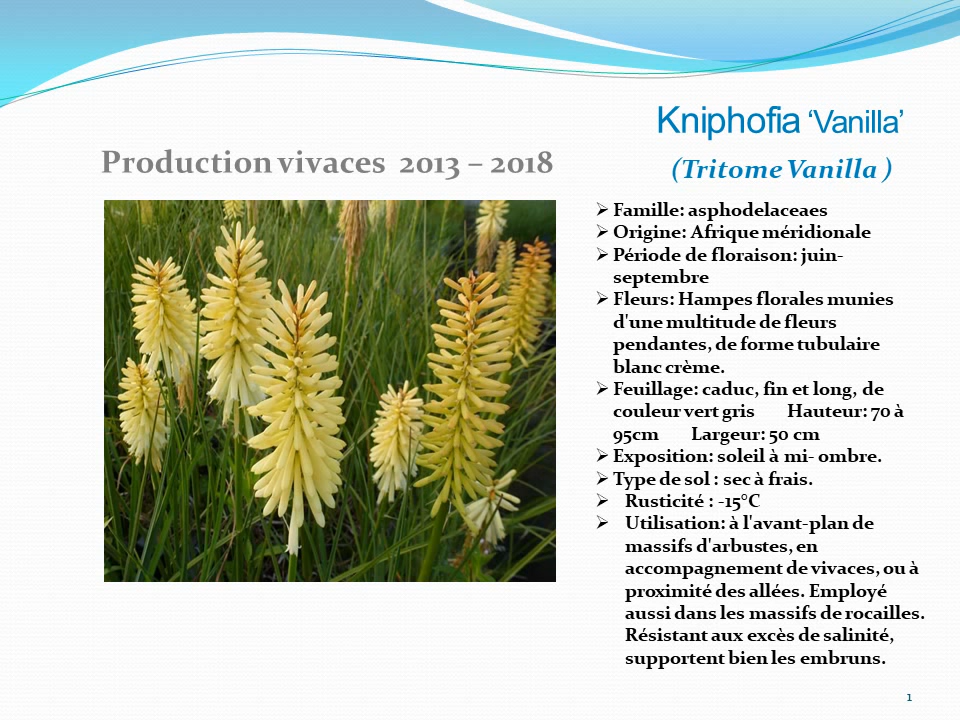 Kniphofia ‘Vanilla’
Production vivaces 2013 – 2018
(Tritome Vanilla )
➢ Famille: asphodelaceaes
➢ Origine: Afrique méridionale
➢ Période de floraison: juin-
septembre
➢ Fleurs: Hampes florales munies
d'une multitude de fleurs
pendantes, de forme tubulaire
blanc crème.
➢ Feuillage: caduc, fin et long, de
couleur vert gris Hauteur: 70 à
95cm Largeur: 50 cm
➢ Exposition: soleil à mi- ombre.
➢ Type de sol : sec à frais.
➢ Rusticité : -15°C
➢ Utilisation: à l'avant-plan de
massifs d'arbustes, en
accompagnement de vivaces, ou à
proximité des allées. Employé
aussi dans les massifs de rocailles.
Résistant aux excès de salinité,
supportent bien les embruns.
1